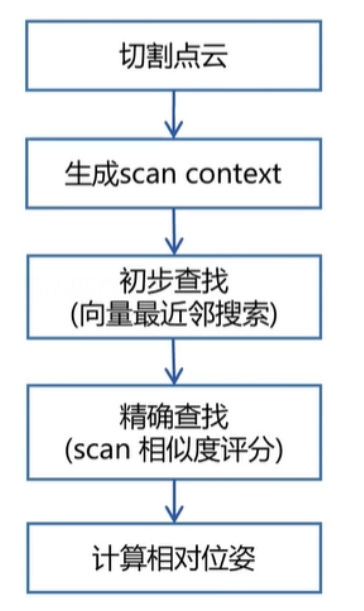 切割点云
生成scan context
初步查找
(向量最近邻搜索)
精确查找
(scan 相似度评分)
计算相对位姿